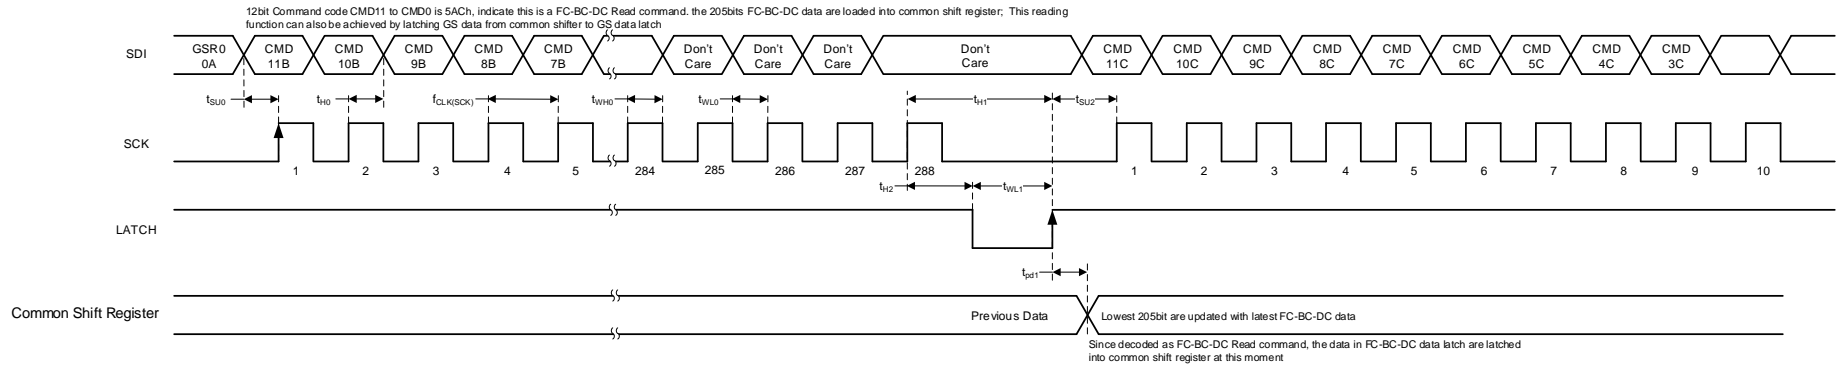 12bit Command code CMD11 to CMD0 is 5ACh, indicate this is a FC-BC-DC Read command. the 205bits FC-BC-DC data are loaded into common shift register; This reading
function can also be achieved by latching GS data from common shifter to GS data latch
SDI
GSR0 0A
CMD 11B
CMD 10B
CMD 9B
CMD 8B
CMD 7B
Don't Care
Don't Care
Don't Care
Don't Care
CMD 11C
CMD 10C
CMD 9C
CMD 8C
CMD 7C
CMD 6C
CMD 5C
CMD 4C
CMD 3C
tSU0
tH0
fCLK(SCK)
tWH0
tWL0
tH1
tSU2
SCK
1 2 3 4 5 284 285 286 287 288 1 2 3 4 5 6 7 8 9 10
tH2
tWL1
LATCH
tpd1
Common Shift Register
Previous Data
Lowest 205bit are updated with latest FC-BC-DC data
Since decoded as FC-BC-DC Read command, the data in FC-BC-DC data latch are latched
into common shift register at this moment